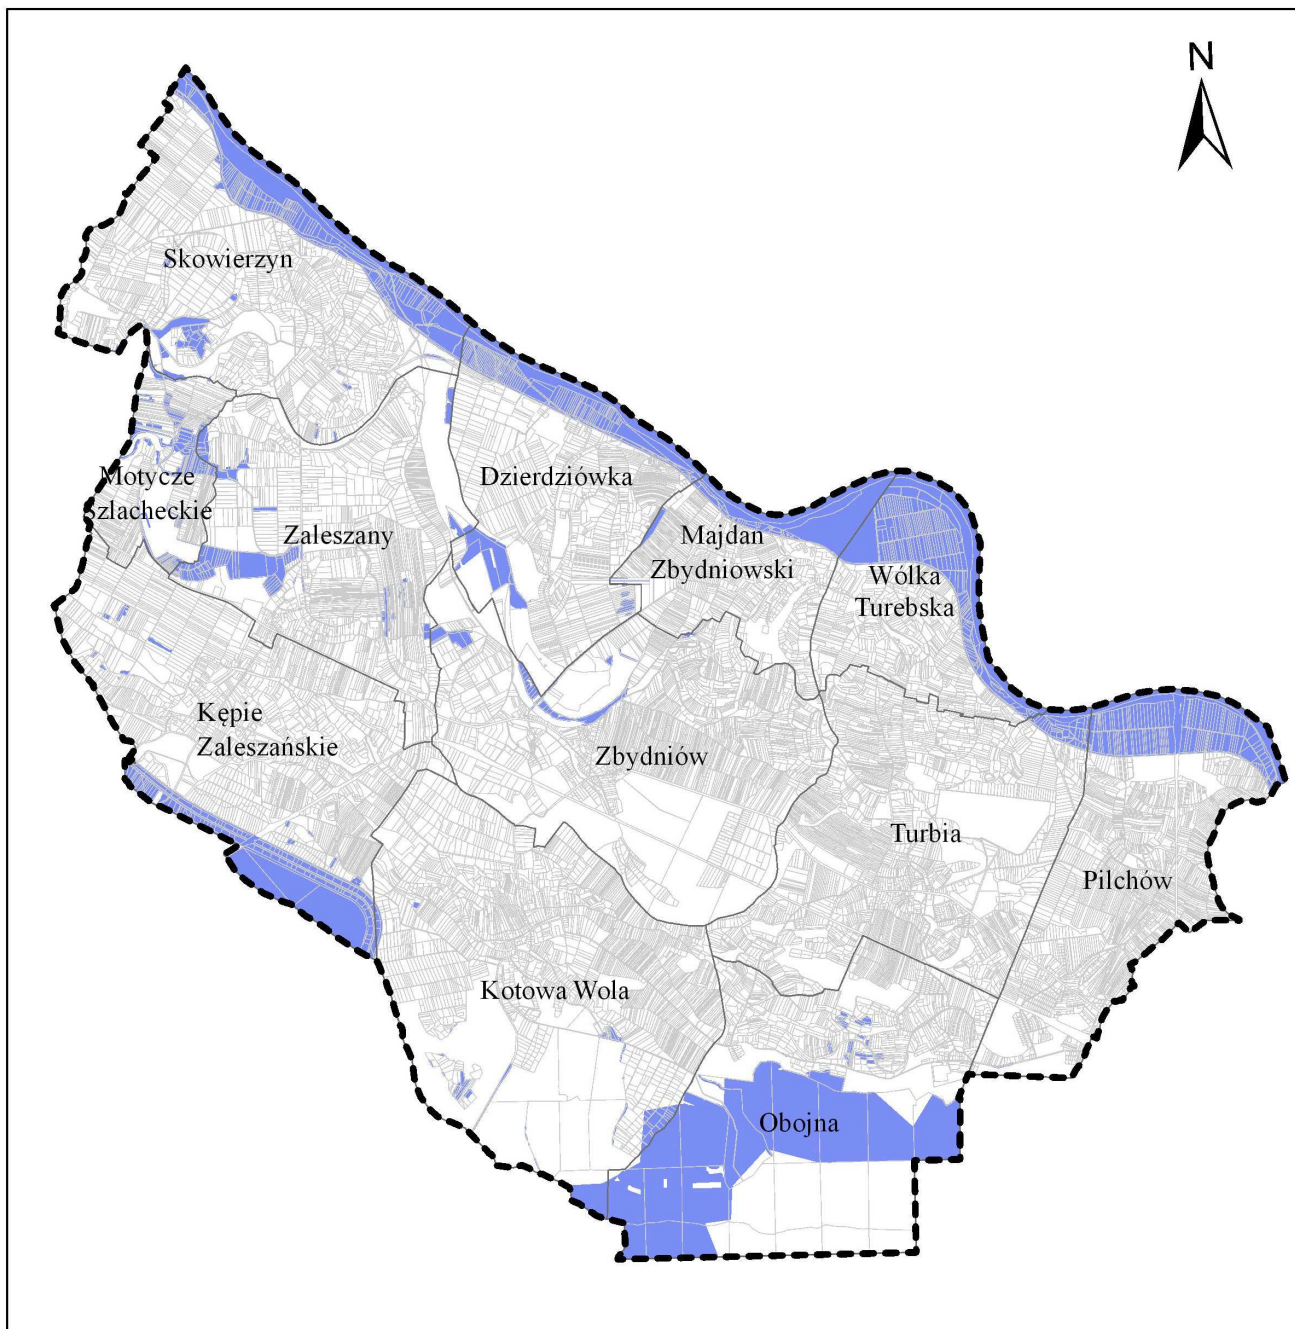 N
Skowierzyn
Motycze
Szlacheckie
Zaleszany
Dzierdziówka
Majdan
Zbydniowski
Wólka
Turebska
Kępie
Zaleszańskie
Zbydniów
Turbia
Pilchów
Kotowa Wola
Obojna